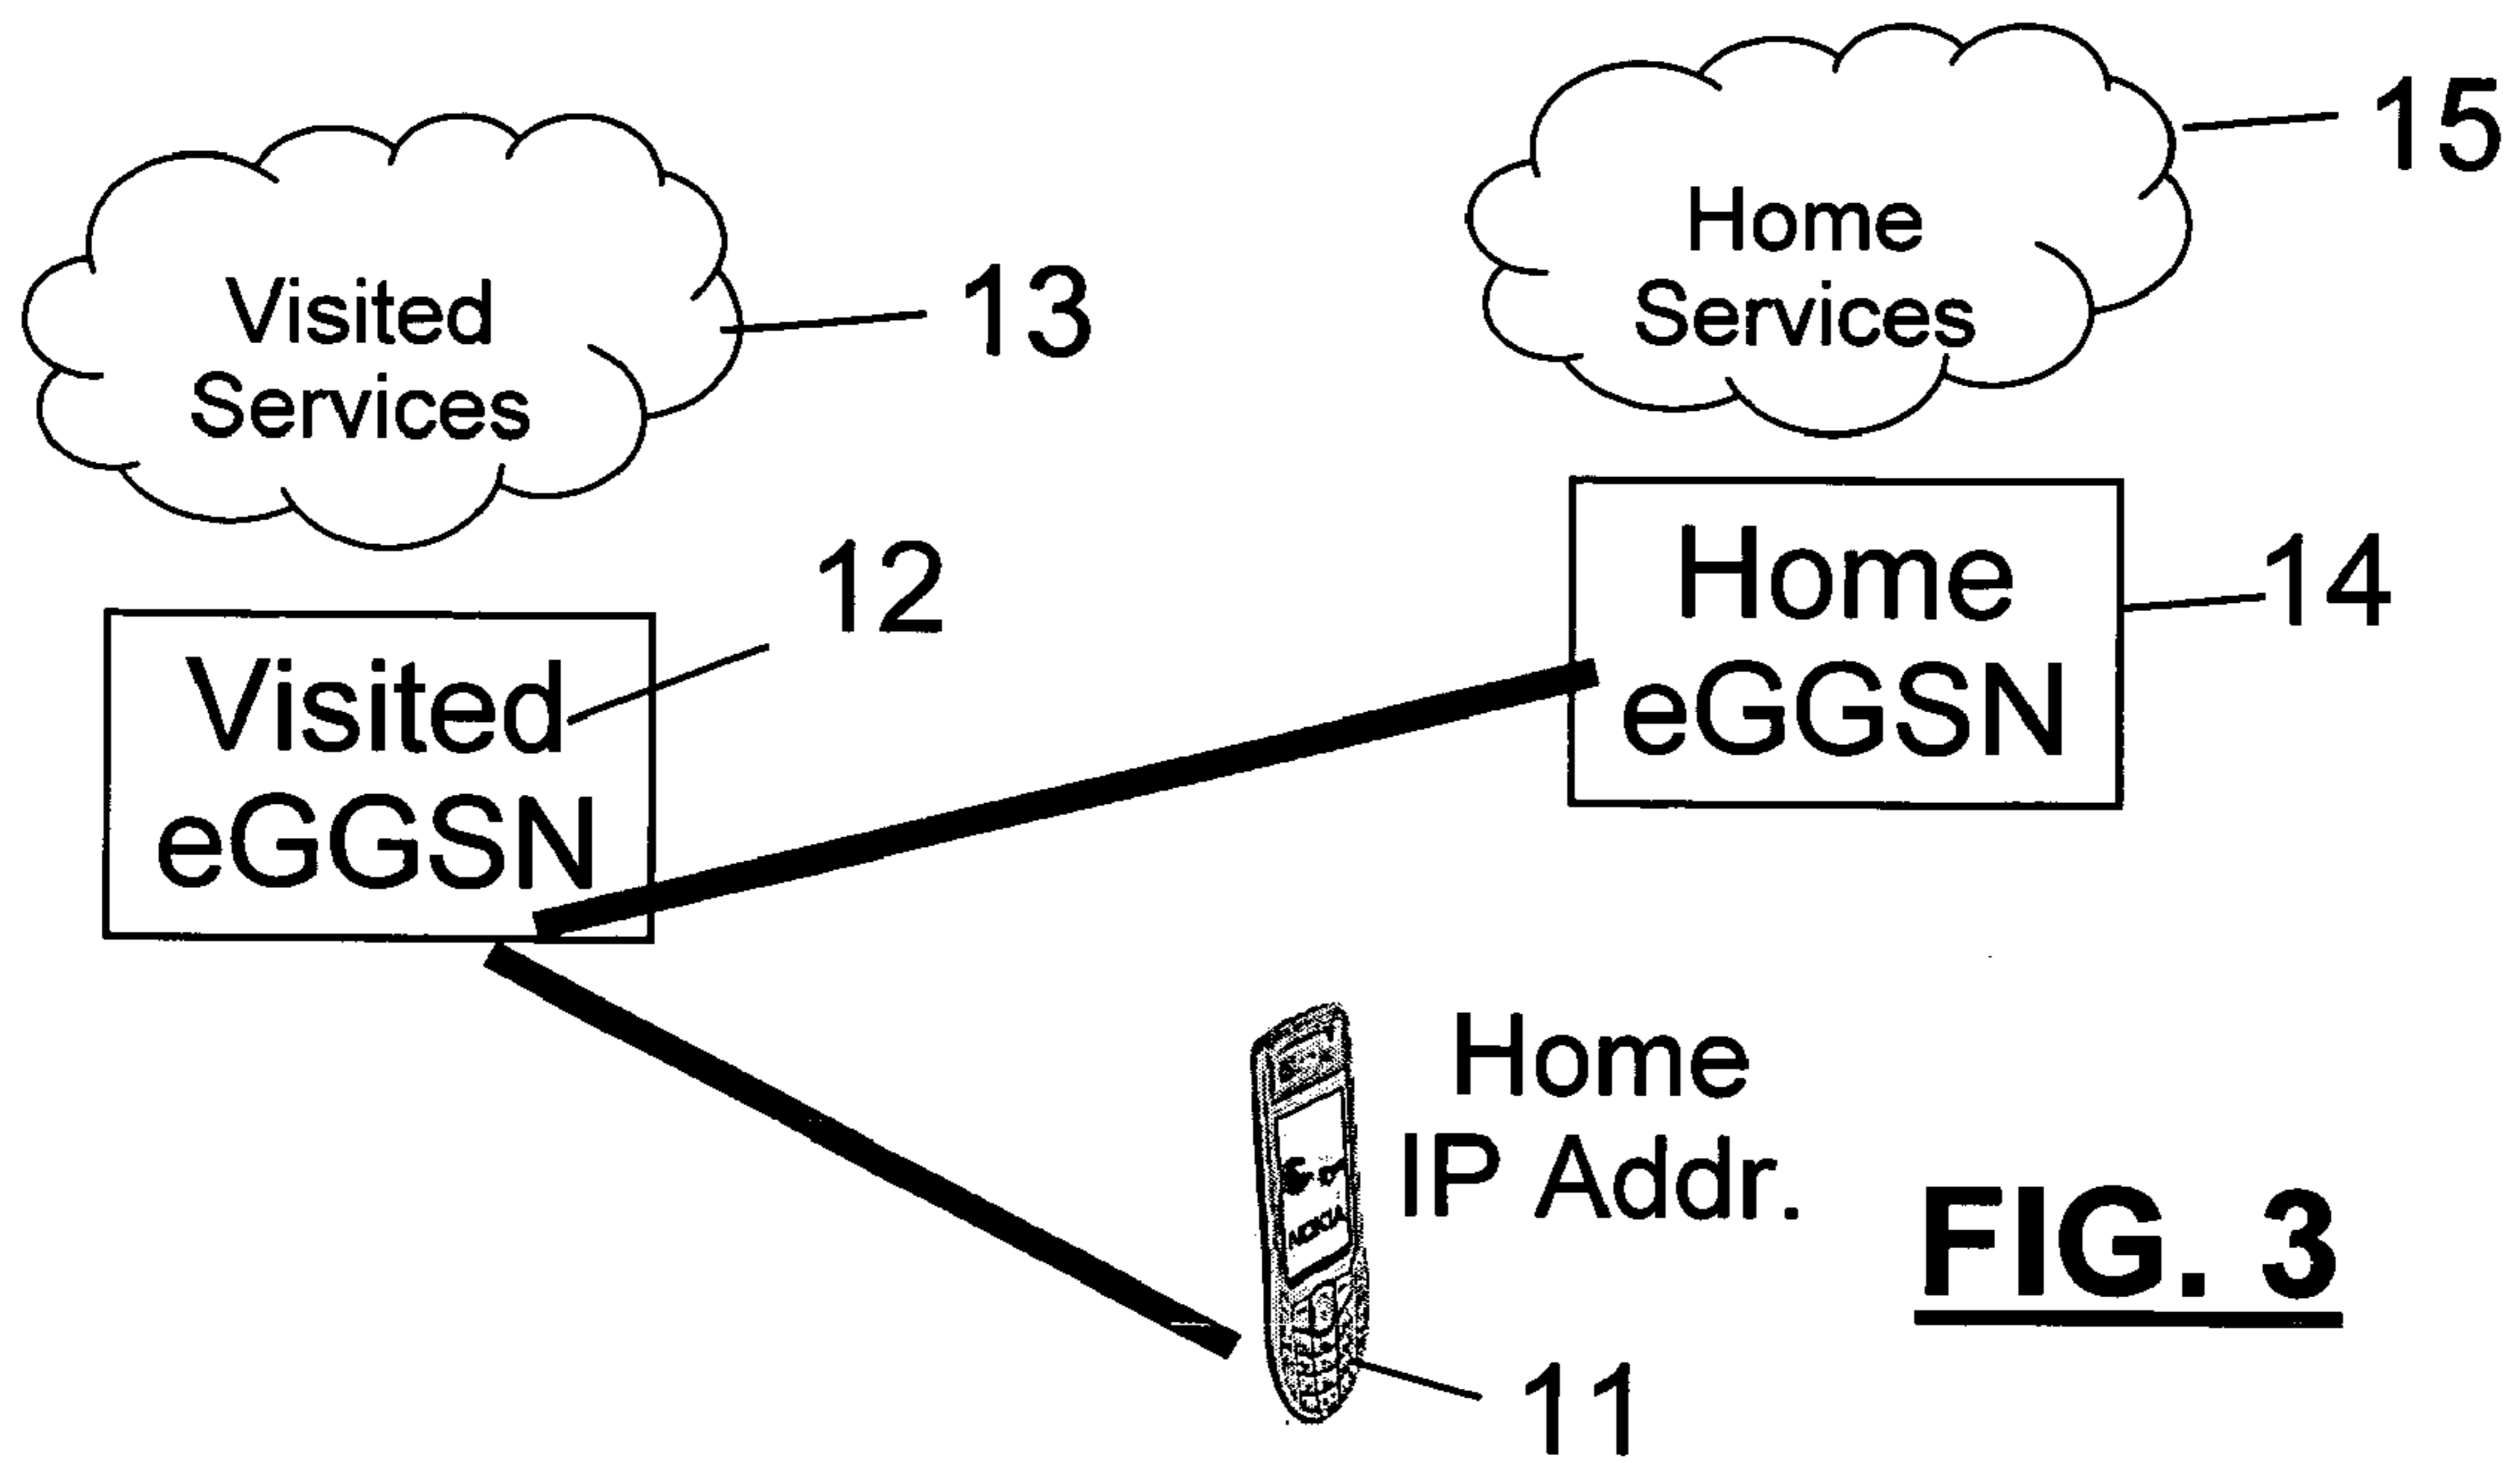 15
Home
Services
13
Visited
Services
14
Home
eGGSN
12
Visited
eGGSN
Home
IP Addr.
FIG. 3
11